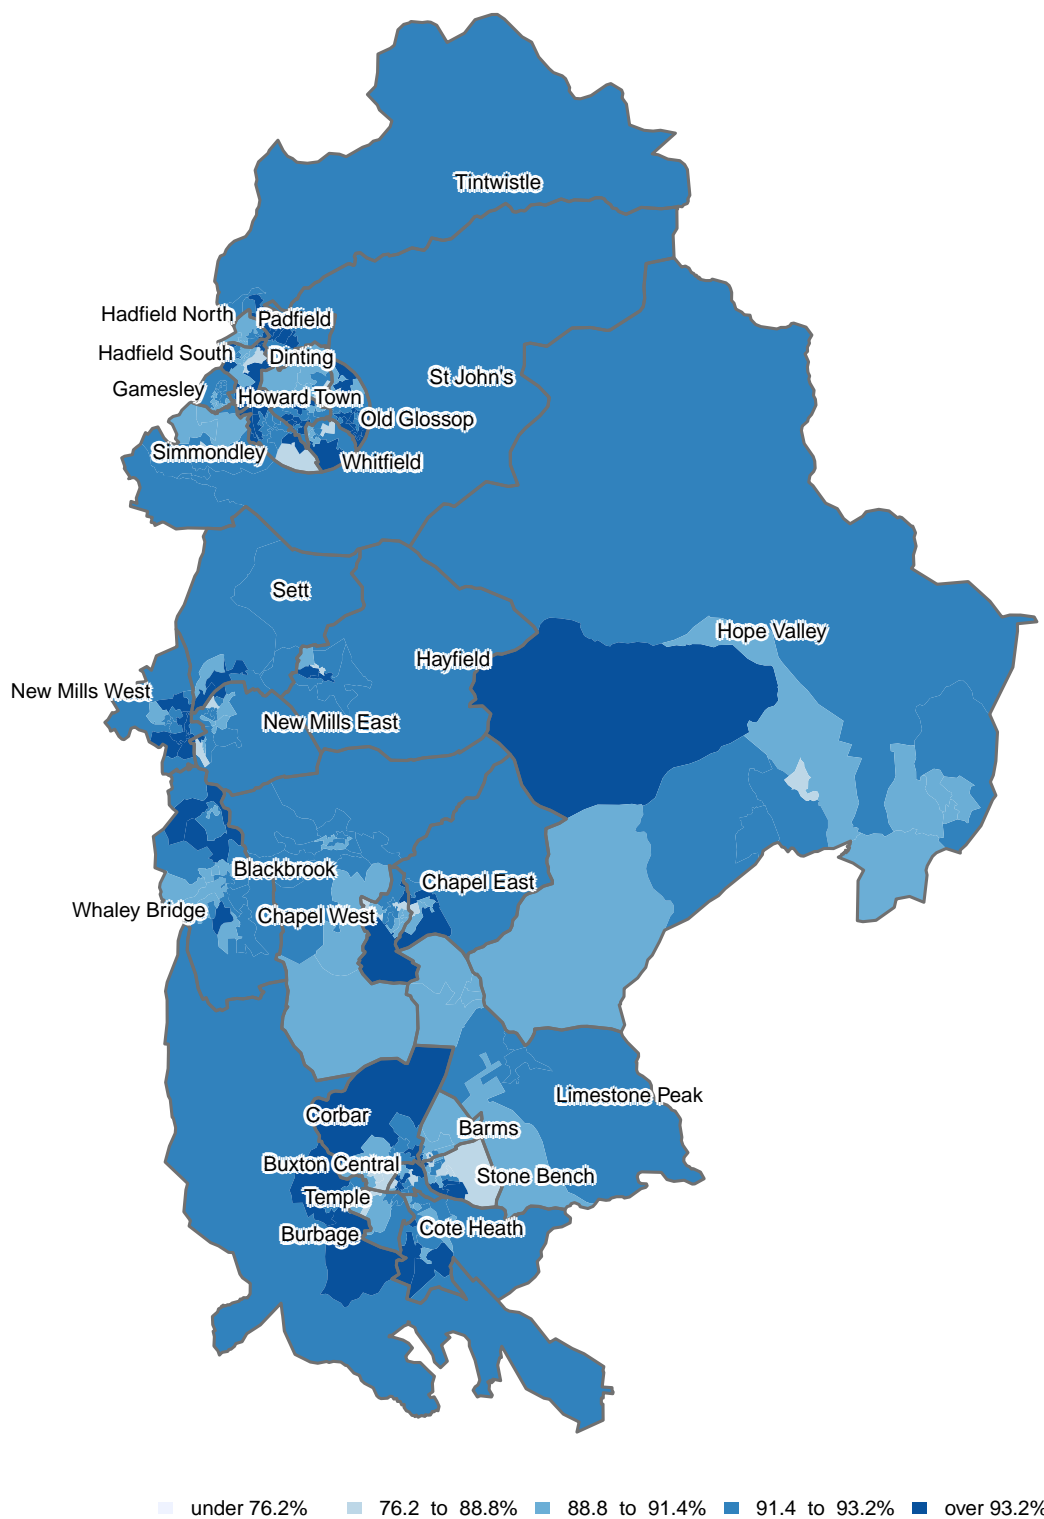 Tintwistle
Hadfield North
Padfield
Hadfield South
Dinting
Gamesley
St John's
Howard Town
Old Glossop
Simmondley
Whitfield
Sett
Hope Valley
Hayfield
New Mills West
New Mills East
Blackbrook
Chapel East
Whaley Bridge
Chapel West
Limestone Peak
Corbar
Barms
Buxton Central
Stone Bench
Temple
Cote Heath
Burbage
under 76.2% 76.2 to 88.8% 88.8 to 91.4% 91.4 to 93.2% over 93.2%